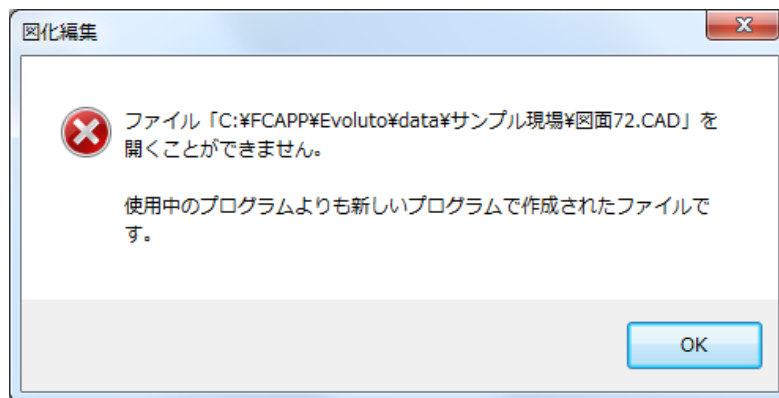 図化編集
ファイル「C:¥FCAPP¥Evoluto¥data¥サンプル現場¥図面72.CAD」を
開くことができません。
使用中のプログラムよりも新しいプログラムで作成されたファイルで
す。
OK